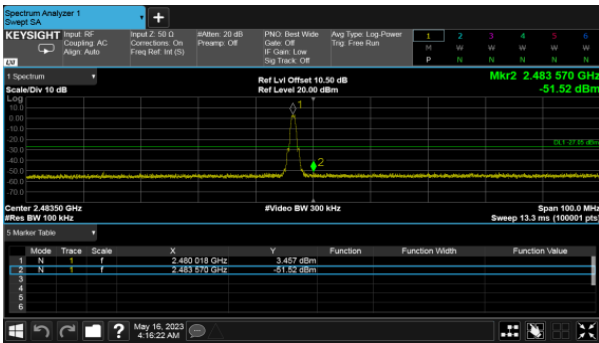 Spectrum Analyzer 1
Swept SA
+
KEYSIGHT Input: RF Input Z: 50 Ω #Atten: 20 dB PNO: Best Wide Avg Type: Log-Power 1 2 3 4 5 6
Coupling: AC Corrections: On Preamp: Off Gate: Off Trig: Free Run M W W W W W
Align: Auto Freq Ref: Int (S) IF Gain: Low P N N N N N
Sig Track: Off
LXI
1 Spectrum Ref Lvl Offset 10.50 dB Mkr2 2.483 570 GHz
Scale/Div 10 dB Ref Level 20.00 dBm -51.52 dBm
Log
10.0
0.00
-10.0
-20.0
DL1 -27.05 dBm
-30.0
-40.0
-50.0
-60.0
-70.0
1
2
Center 2.48350 GHz #Video BW 300 kHz Span 100.0 MHz
#Res BW 100 kHz Sweep 13.3 ms (100001 pts)
5 Marker Table
Mode Trace Scale X Y Function Function Width Function Value
1 N 1 f 2.480 018 GHz 3.457 dBm
2 N 1 f 2.483 570 GHz -51.52 dBm
3
4
5
6
? May 16, 2023
4:16:22 AM